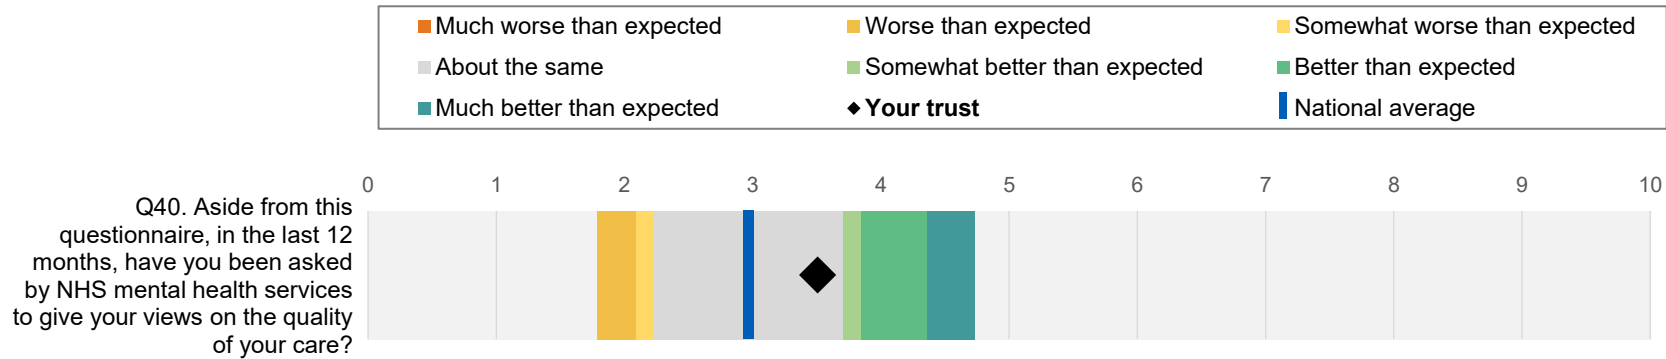 Much worse than expected
Worse than expected
Somewhat worse than expected
About the same
Somewhat better than expected
Better than expected
Much better than expected
Your trust
National average
0 1 2 3 4 5 6 7 8 9 10
Q40. Aside from this
questionnaire, in the last 12
months, have you been asked
by NHS mental health services
to give your views on the quality
of your care?